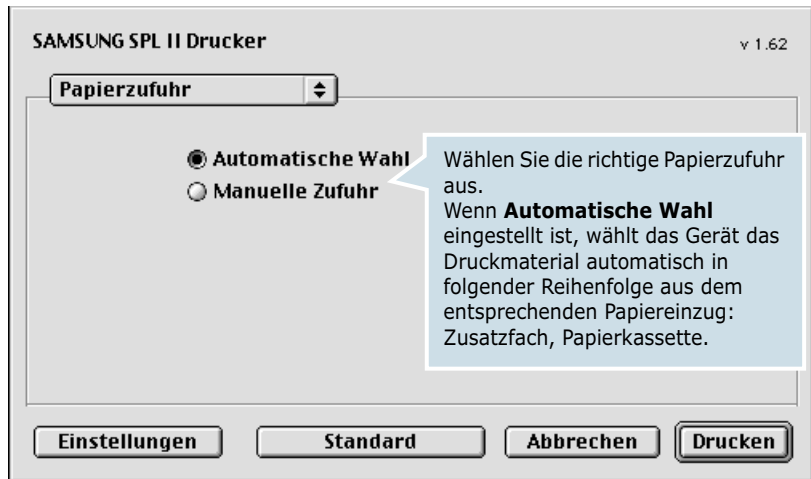 SAMSUNG SPL II Drucker
v 1.62
Papierzufuhr
Automatische Wahl
Manuelle Zufuhr
Wählen Sie die richtige Papierzufuhr
aus.
Wenn Automatische Wahl
eingestellt ist, wählt das Gerät das
Druckmaterial automatisch in
folgender Reihenfolge aus dem
entsprechenden Papiereinzug:
Zusatzfach, Papierkassette.
Einstellungen
Standard
Abbrechen
Drucken